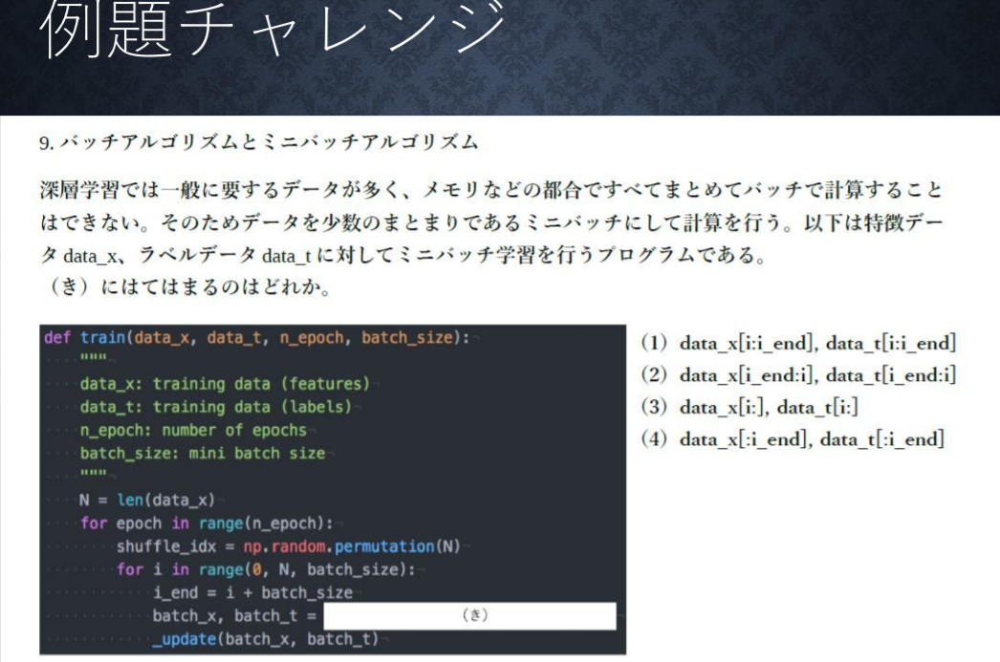 例題チャレンジ
9. バッチアルゴリズムとミニバッチアルゴリズム
深層学習では一般に要するデータが多く、メモリなどの都合ですべてまとめてバッチで計算すること
はできない。そのためデータを少数のまとまりであるミニバッチにして計算を行う。以下は特徴デー
タ data_x、ラベルデータ data_t に対してミニバッチ学習を行うプログラムである。
（き）にはてはまるのはどれか。
def train(data_x, data_t, n_epoch, batch_size):
"""
data_x: training data (features)
data_t: training data (labels)
n_epoch: number of epochs
batch_size: mini batch size
"""
N = len(data_x)
for epoch in range(n_epoch):
shuffle_idx = np.random.permutation(N)
for i in range(0, N, batch_size):
i_end = i + batch_size
batch_x, batch_t = （き）
_update(batch_x, batch_t)
（1）data_x[i:i_end], data_t[i:i_end]
（2）data_x[i_end:i], data_t[i_end:i]
（3）data_x[i:], data_t[i:]
（4）data_x[:i_end], data_t[:i_end]